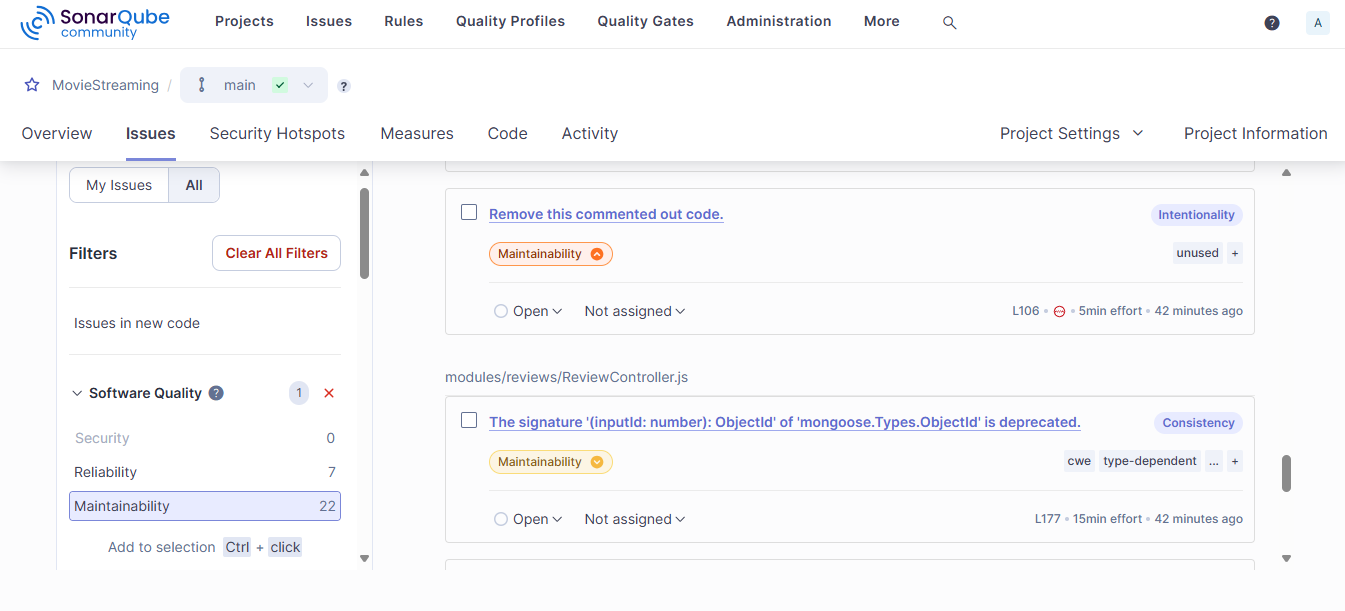 SonarQube
community
Projects Issues Rules Quality Profiles Quality Gates Administration More ? A
MovieStreaming / main ?
Overview Issues Security Hotspots Measures Code Activity Project Settings Project Information
My Issues All
Filters Clear All Filters
Issues in new code
Software Quality ? 1
Security 0
Reliability 7
Maintainability 22
Add to selection Ctrl + click
Remove this commented out code. Intentionality
Maintainability unused +
Open Not assigned L106 • • 5min effort • 42 minutes ago
modules/reviews/ReviewController.js
The signature '(inputId: number): ObjectId' of 'mongoose.Types.ObjectId' is deprecated. Consistency
Maintainability cwe type-dependent ... +
Open Not assigned L177 • 15min effort • 42 minutes ago